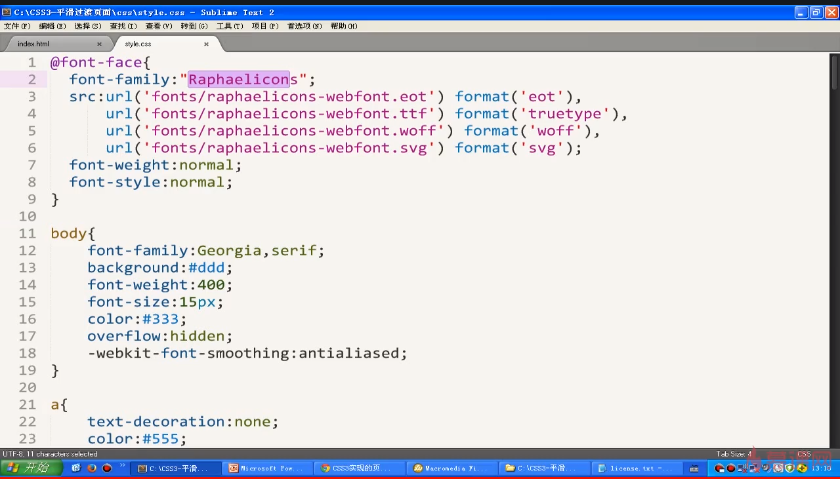 C:\CSS3-平滑过渡页面\css\style.css - Sublime Text 2
文件(F) 编辑(E) 选择(S) 查找(I) 查看(V) 转到(G) 工具(T) 项目(P) 首选项(S) 帮助(H)
index.html × style.css ×
1 @font-face{
2 font-family:"Raphaelicons";
3 src:url('fonts/raphaelicons-webfont.eot') format('eot'),
4 url('fonts/raphaelicons-webfont.ttf') format('truetype'),
5 url('fonts/raphaelicons-webfont.woff') format('woff'),
6 url('fonts/raphaelicons-webfont.svg') format('svg');
7 font-weight:normal;
8 font-style:normal;
9 }
10
11 body{
12 font-family:Georgia,serif;
13 background:#ddd;
14 font-weight:400;
15 font-size:15px;
16 color:#333;
17 overflow:hidden;
18 -webkit-font-smoothing:antialiased;
19 }
20
21 a{
22 text-decoration:none;
23 color:#555;
UTF-8, 11 characters selected Tab Size: 4 CSS
开始 C:\CSS3-平滑... Microsoft Pow... CSS3实现的页... Macromedia Fi... C:\CSS3-平滑... license.txt -...